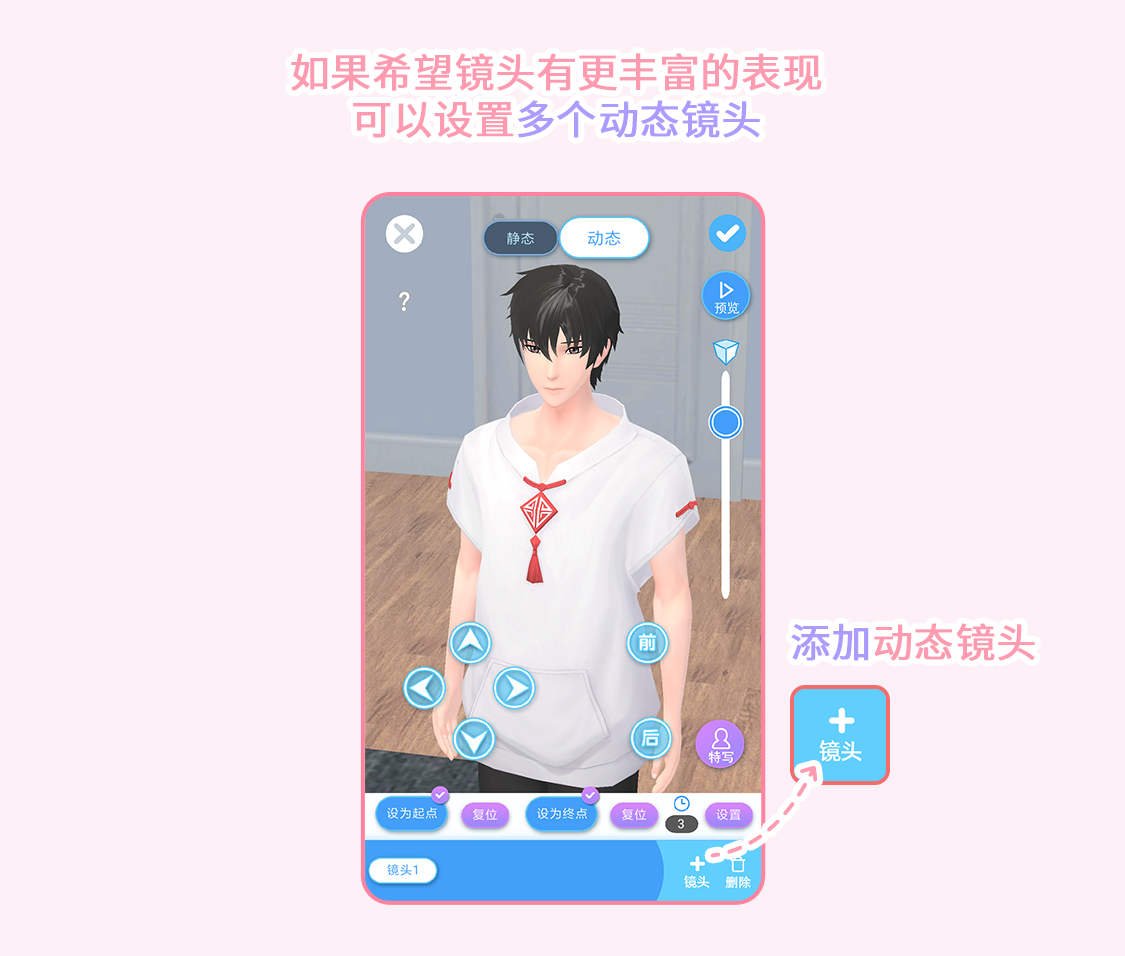 如果希望镜头有更丰富的表现
可以设置多个动态镜头
静态
动态
?
预览
前
后
特写
添加动态镜头
+
镜头
设为起点
复位
设为终点
复位
3
设置
镜头1
+
镜头
删除